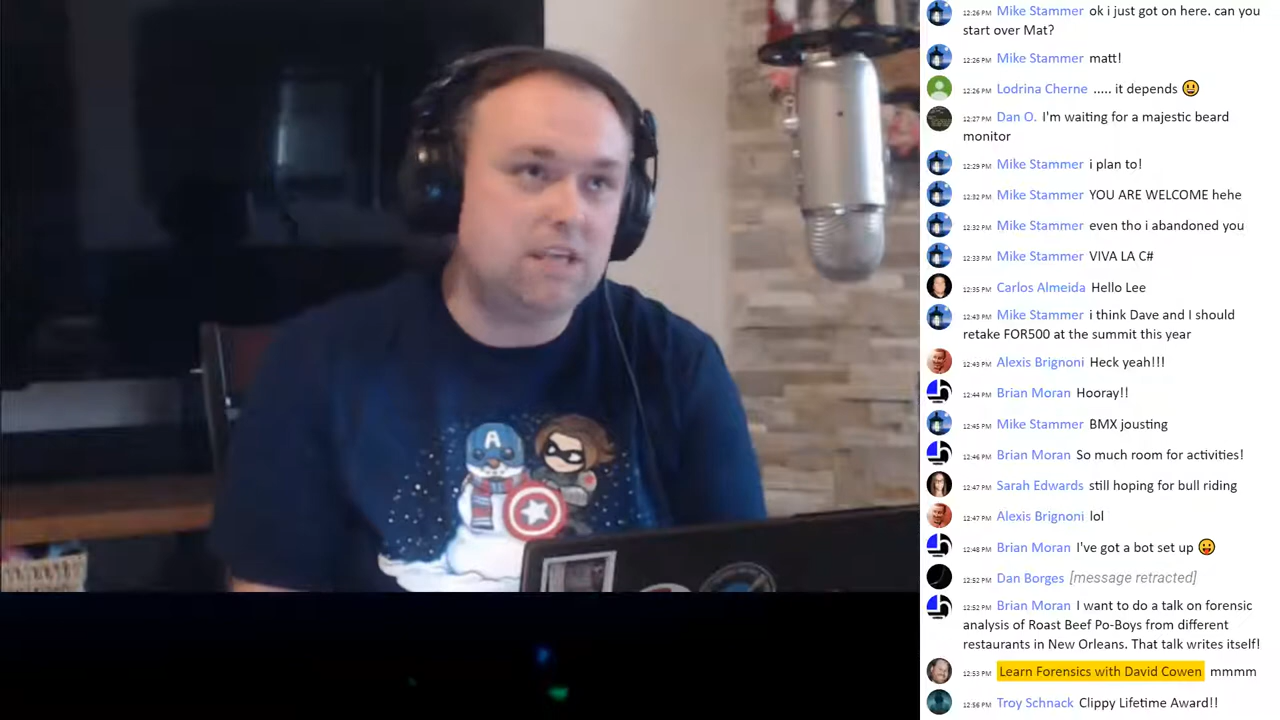 12:26 PM Mike Stammer ok i just got on here. can you
start over Mat?
12:26 PM Mike Stammer matt!
12:26 PM Lodrina Cherne ..... it depends 😀
12:27 PM Dan O. I'm waiting for a majestic beard
monitor
12:29 PM Mike Stammer i plan to!
12:32 PM Mike Stammer YOU ARE WELCOME hehe
12:32 PM Mike Stammer even tho i abandoned you
12:33 PM Mike Stammer VIVA LA C#
12:35 PM Carlos Almeida Hello Lee
12:43 PM Mike Stammer i think Dave and I should
retake FOR500 at the summit this year
12:43 PM Alexis Brignoni Heck yeah!!!
12:44 PM Brian Moran Hooray!!
12:45 PM Mike Stammer BMX jousting
12:46 PM Brian Moran So much room for activities!
12:47 PM Sarah Edwards still hoping for bull riding
12:47 PM Alexis Brignoni lol
12:48 PM Brian Moran I've got a bot set up 😛
12:52 PM Dan Borges [message retracted]
12:52 PM Brian Moran I want to do a talk on forensic
analysis of Roast Beef Po-Boys from different
restaurants in New Orleans. That talk writes itself!
12:53 PM Learn Forensics with David Cowen mmmm
12:56 PM Troy Schnack Clippy Lifetime Award!!
A